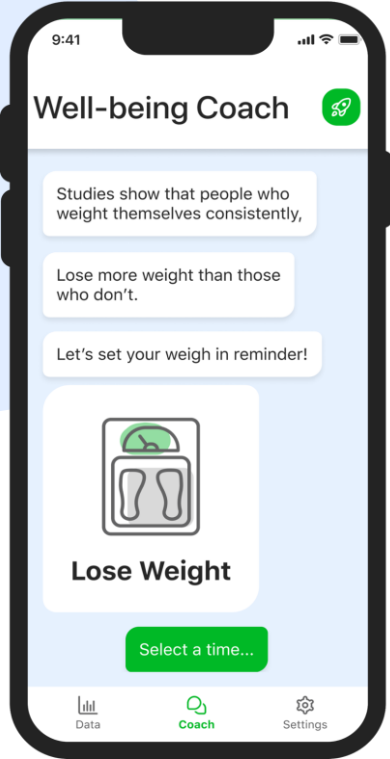 9:41
Well-being Coach
Studies show that people who
weight themselves consistently,
Lose more weight than those
who don't.
Let's set your weigh in reminder!
Lose Weight
Select a time...
Data
Coach
Settings